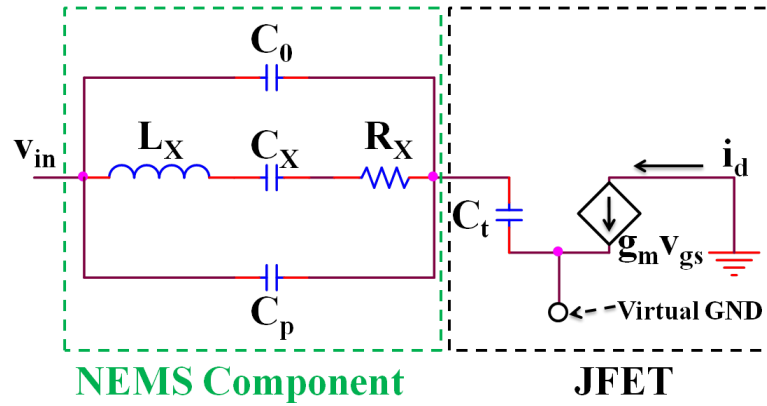 C0
vin
LX
CX
RX
id
Ct
gmvgs
Cp
Virtual GND
NEMS Component
JFET